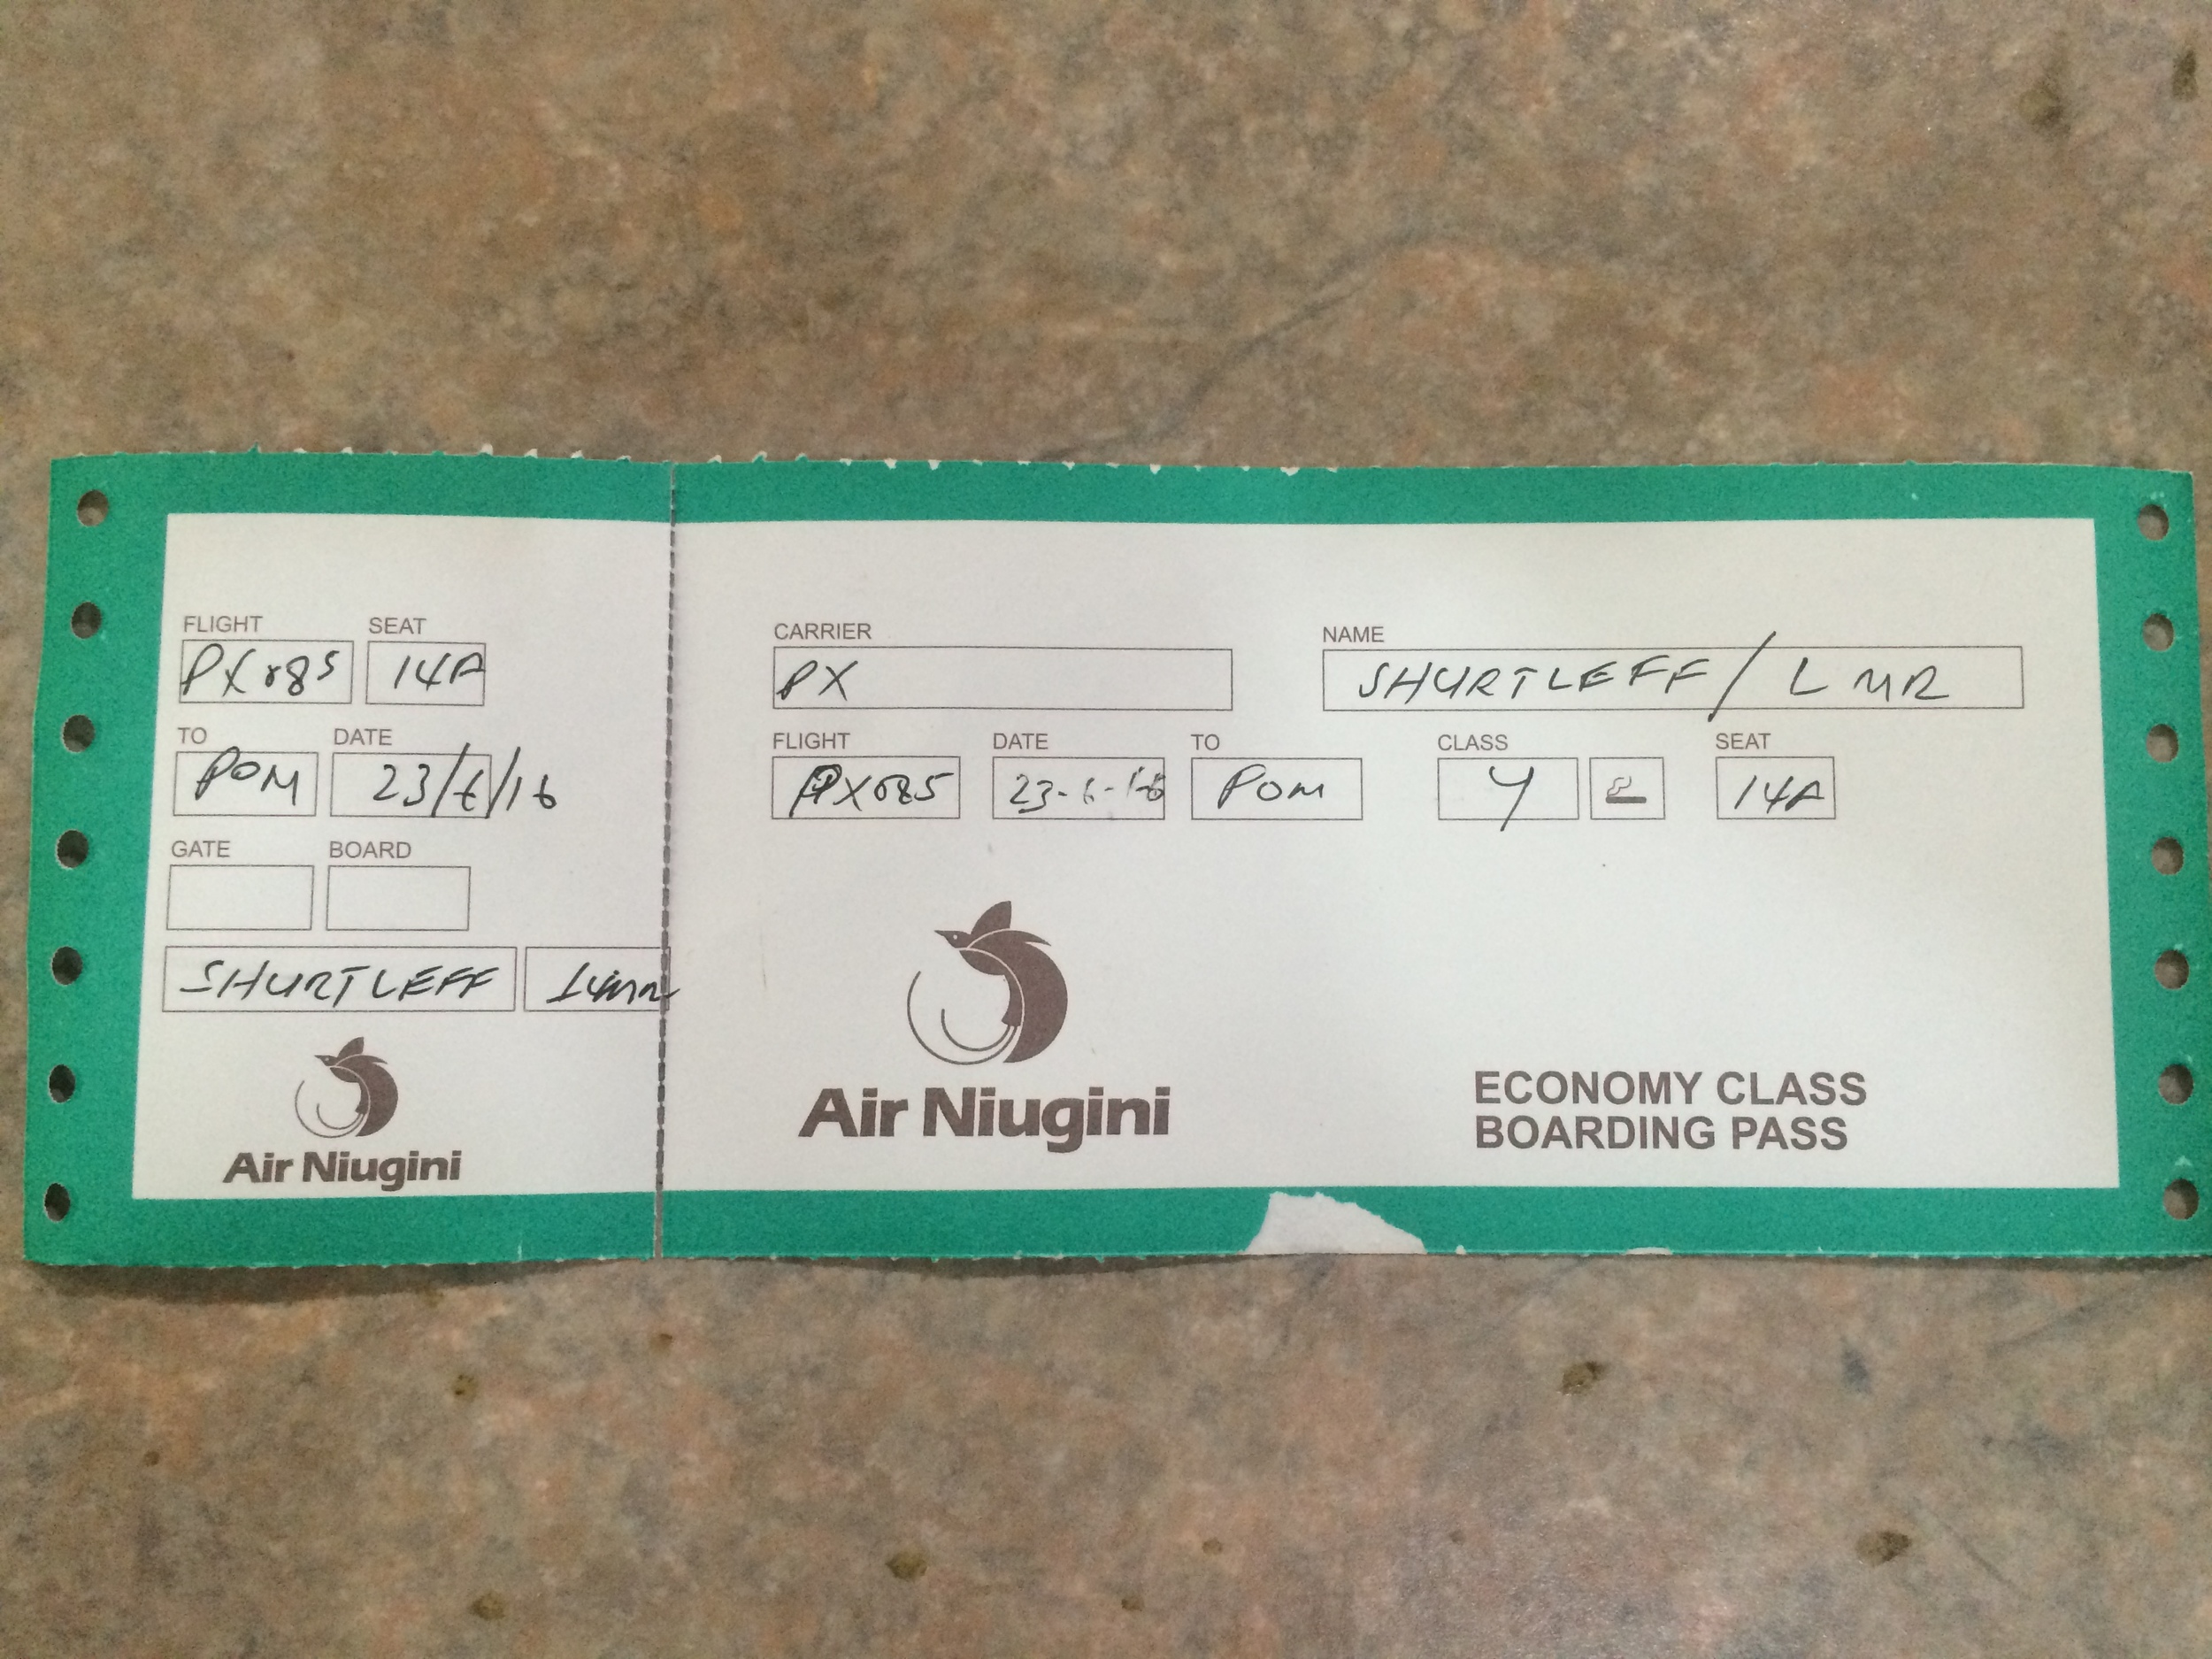 FLIGHT SEAT
PX085 14A
TO DATE
POM 23/6/16
GATE BOARD
SHURTLEFF
Air Niugini
CARRIER NAME
PX SHURTLEFF/ L MR
FLIGHT DATE TO CLASS SEAT
PX085 23-6-16 POM Y 14A
Air Niugini
ECONOMY CLASS
BOARDING PASS